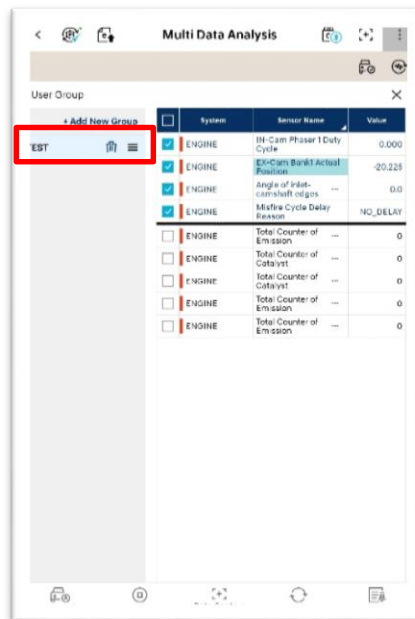 Multi Data Analysis
User Group
+ Add New Group
System Sensor Name Value
EST
ENGINE IN-Cam Phaser 1 Duty Cycle 0.000
ENGINE EX-Cam Bank1 Actual Position -20.225
ENGINE Angle of inlet-camshaft edges ... 0.0
ENGINE Misfire Cycle Delay Reason NO_DELAY
ENGINE Total Counter of Emission ... 0
ENGINE Total Counter of Catalyst ... 0
ENGINE Total Counter of Catalyst ... 0
ENGINE Total Counter of Emission ... 0
ENGINE Total Counter of Emission ... 0